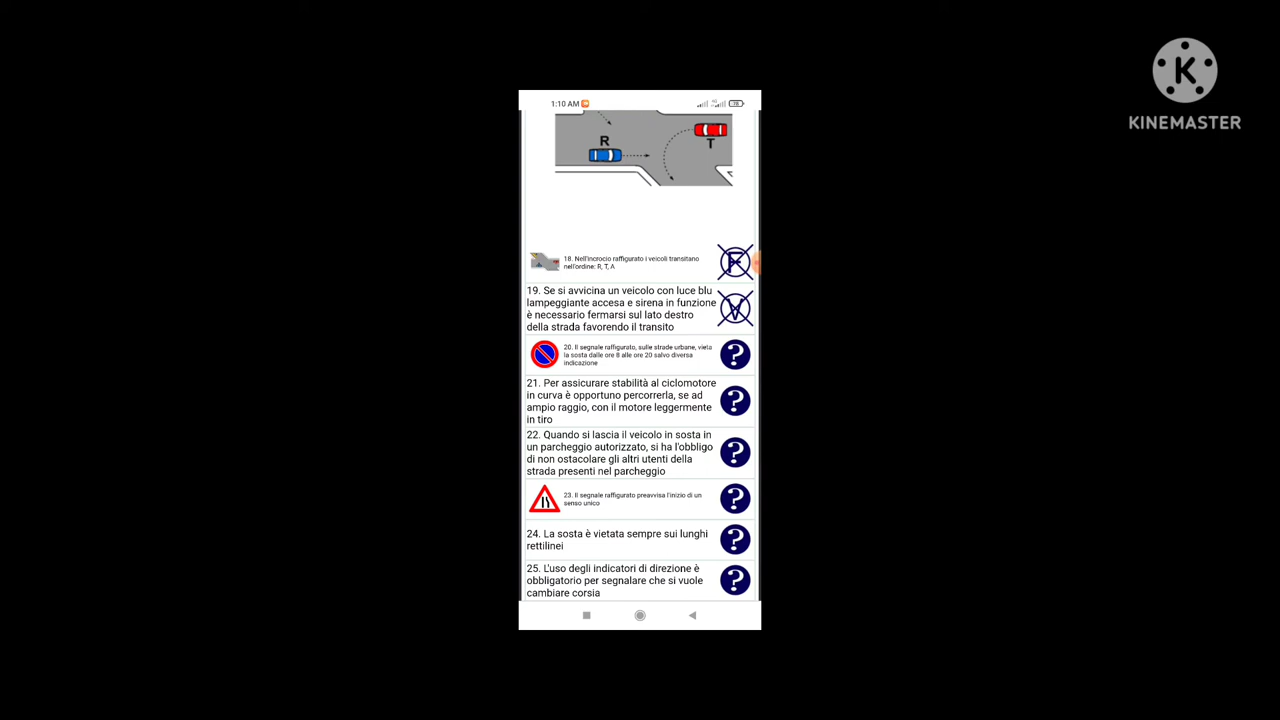 KINEMASTER
1:10 AM
R
T
18. Nell'incrocio raffigurato i veicoli transitano
nell'ordine: R, T, A
F
19. Se si avvicina un veicolo con luce blu
lampeggiante accesa e sirena in funzione
è necessario fermarsi sul lato destro
della strada favorendo il transito
V
20. Il segnale raffigurato, sulle strade urbane, vieta
la sosta dalle ore 8 alle ore 20 salvo diversa
indicazione
?
21. Per assicurare stabilità al ciclomotore
in curva è opportuno percorrerla, se ad
ampio raggio, con il motore leggermente
in tiro
?
22. Quando si lascia il veicolo in sosta in
un parcheggio autorizzato, si ha l'obbligo
di non ostacolare gli altri utenti della
strada presenti nel parcheggio
?
23. Il segnale raffigurato preavvisa l'inizio di un
senso unico
?
24. La sosta è vietata sempre sui lunghi
rettilinei
?
25. L'uso degli indicatori di direzione è
obbligatorio per segnalare che si vuole
cambiare corsia
?